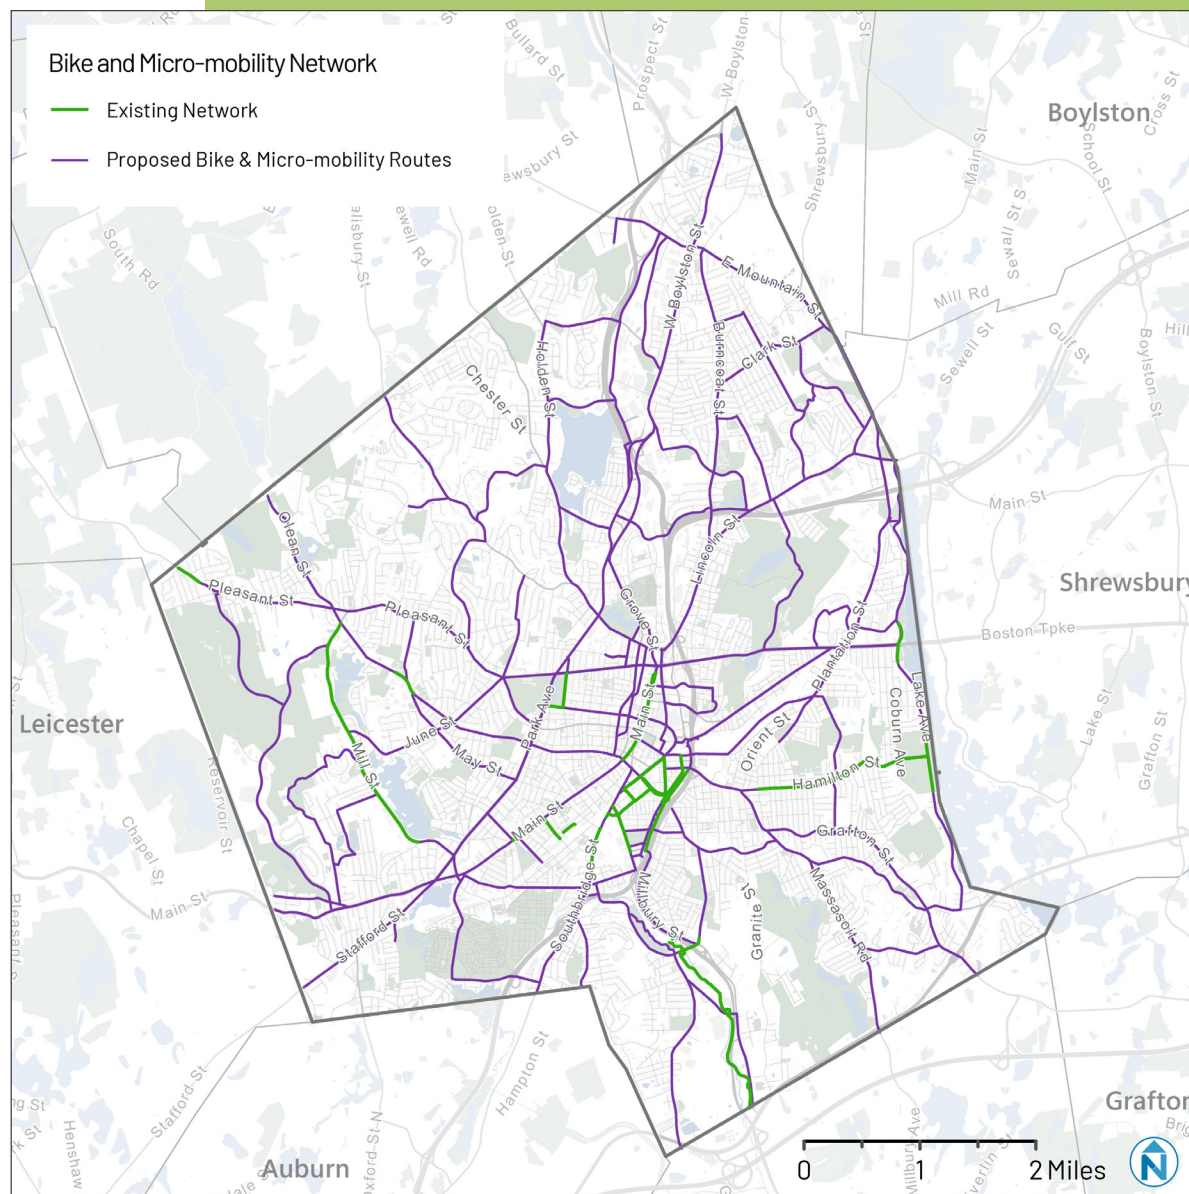 Bike and Micro-mobility Network
Existing Network
Proposed Bike & Micro-mobility Routes
Bullard St
Prospect St
W Boylston
Boylston
Cross St
School St
Main St
Shrewsbury St
Sewall St S
South Rd
E Mountain St
W Boylston St
Mill Rd
Sewell St
Gulf St
Boylston St
Holden St
Burncoat St
Clark St
Chester St
Main St
Olean St
Lincoln St
Pleasant St
Pleasant St
Grove St
Plantation St
Shrewsbury
Boston Tpke
Leicester
Park Ave
Main St
June St
May St
Mill St
Orient St
Coburn Ave
Lake Ave
Lake St
Grafton St
Hamilton St
Reservoir St
Chapel St
Main St
Main St
Grafton St
Southbridge St
Millbury St
Granite St
Massasoit Rd
Stafford St
Pleasant S
Hampton St
Stafford St
Henshaw
Oxford St N
Auburn
Millbury Ave
Grafton
0 1 2 Miles
N